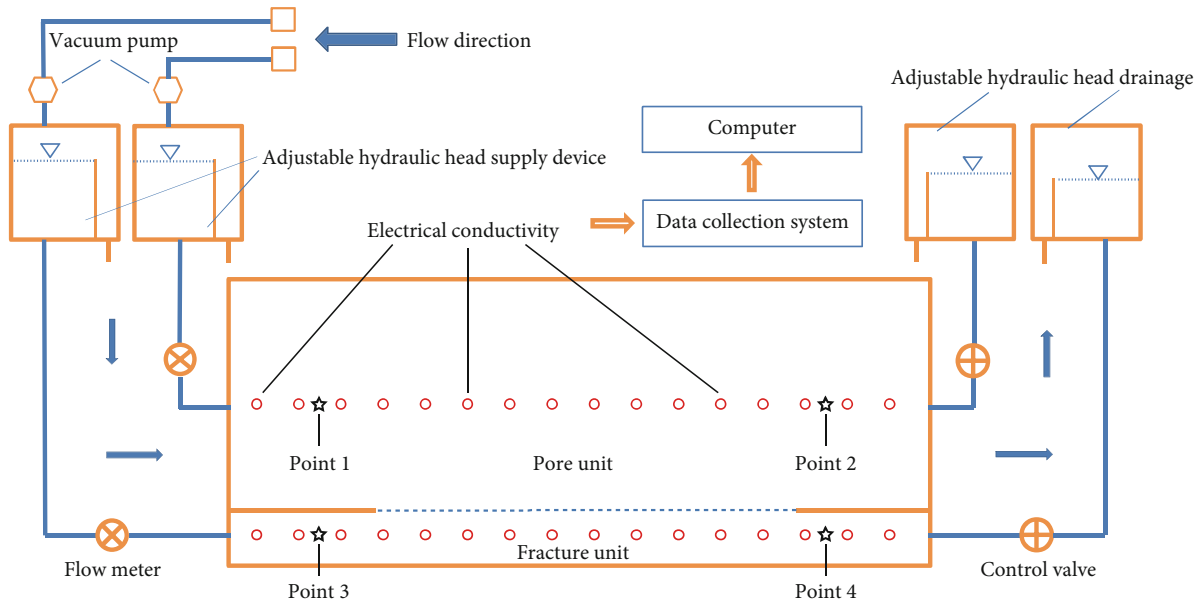 Vacuum pump
Flow direction
Adjustable hydraulic head drainage
Computer
Adjustable hydraulic head supply device
Data collection system
Electrical conductivity
Point 1
Pore unit
Point 2
Fracture unit
Flow meter
Control valve
Point 3
Point 4